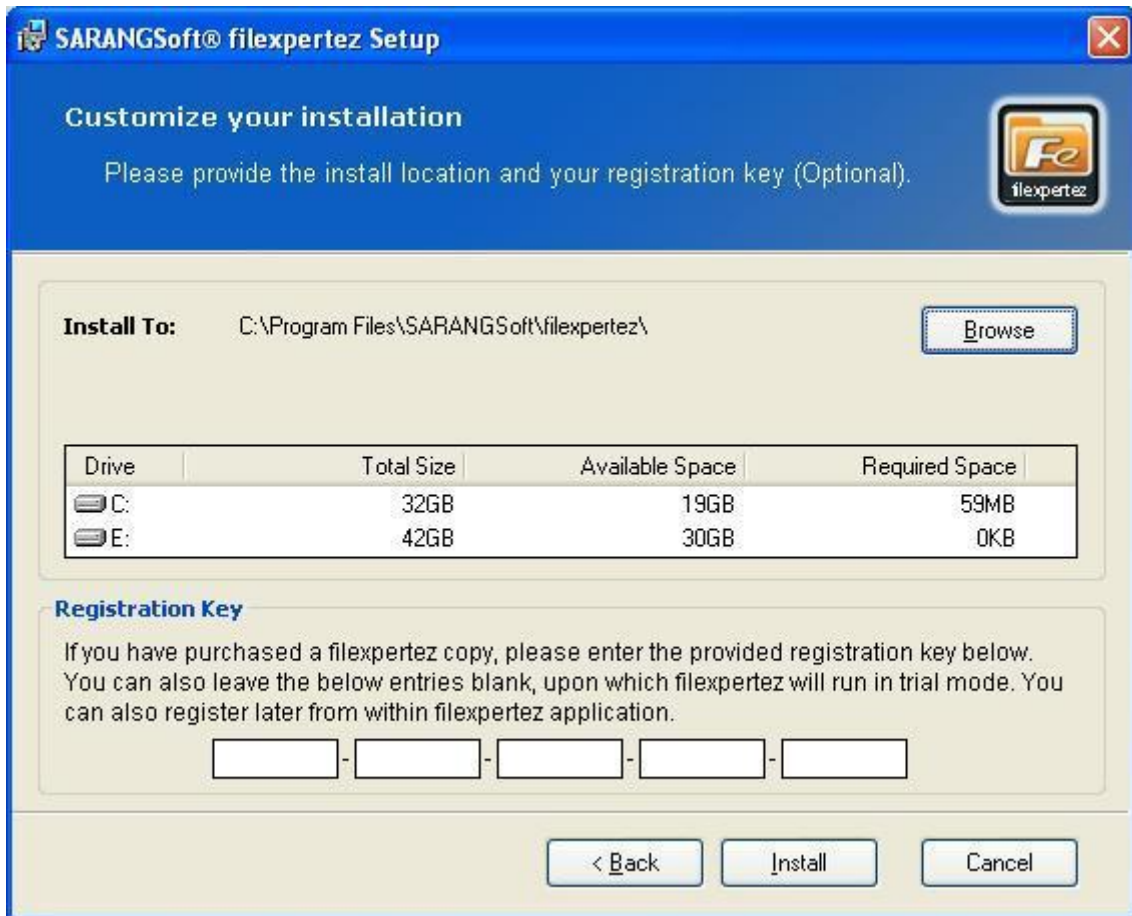 SARANGSoft® filexpertez Setup
Customize your installation
Please provide the install location and your registration key (Optional).
Fe
filexpertez
Install To: C:\Program Files\SARANGSoft\filexpertez\ Browse
Drive Total Size Available Space Required Space
C: 32GB 19GB 59MB
E: 42GB 30GB 0KB
Registration Key
If you have purchased a filexpertez copy, please enter the provided registration key below.
You can also leave the below entries blank, upon which filexpertez will run in trial mode. You
can also register later from within filexpertez application.
- - - -
< Back Install Cancel